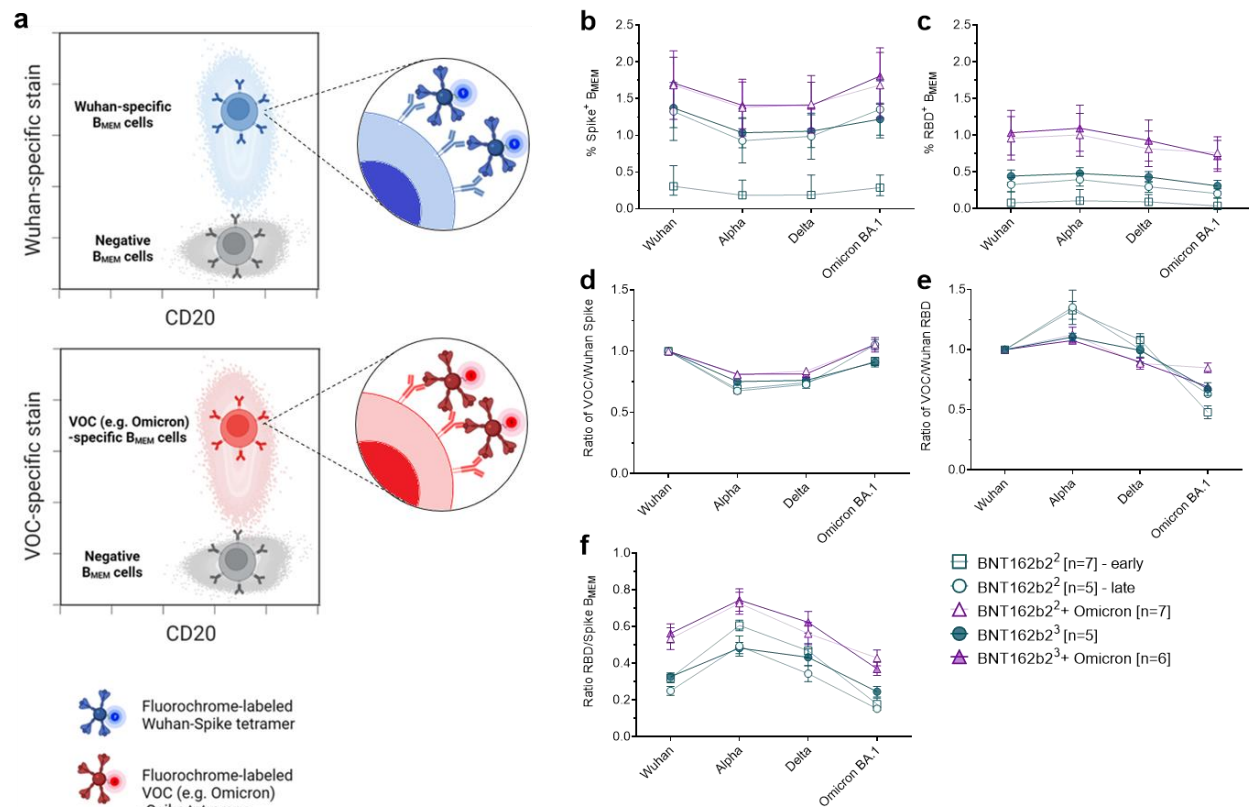 a
Wuhan-specific stain
Wuhan-specific
BMEM cells
Negative
BMEM cells
CD20
VOC-specific stain
VOC (e.g. Omicron)
-specific BMEM cells
Negative
BMEM cells
CD20
Fluorochrome-labeled
Wuhan-Spike tetramer
Fluorochrome-labeled
VOC (e.g. Omicron)
b
% Spike⁺ BMEM
2.5
2.0
1.5
1.0
0.5
0.0
Wuhan
Alpha
Delta
Omicron BA.1
c
% RBD⁺ BMEM
2.5
2.0
1.5
1.0
0.5
0.0
Wuhan
Alpha
Delta
Omicron BA.1
d
Ratio of VOC/Wuhan Spike
1.5
1.0
0.5
0.0
Wuhan
Alpha
Delta
Omicron BA.1
e
Ratio of VOC/Wuhan RBD
1.5
1.0
0.5
0.0
Wuhan
Alpha
Delta
Omicron BA.1
f
Ratio RBD/Spike BMEM
1.0
0.8
0.6
0.4
0.2
0.0
Wuhan
Alpha
Delta
Omicron BA.1
BNT162b2² [n=7] - early
BNT162b2² [n=5] - late
BNT162b2²+ Omicron [n=7]
BNT162b2³ [n=5]
BNT162b2³+ Omicron [n=6]